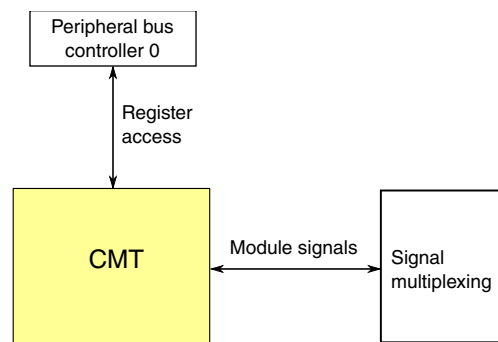 Peripheral bus
controller 0
Register
access
CMT
Module signals
Signal
multiplexing